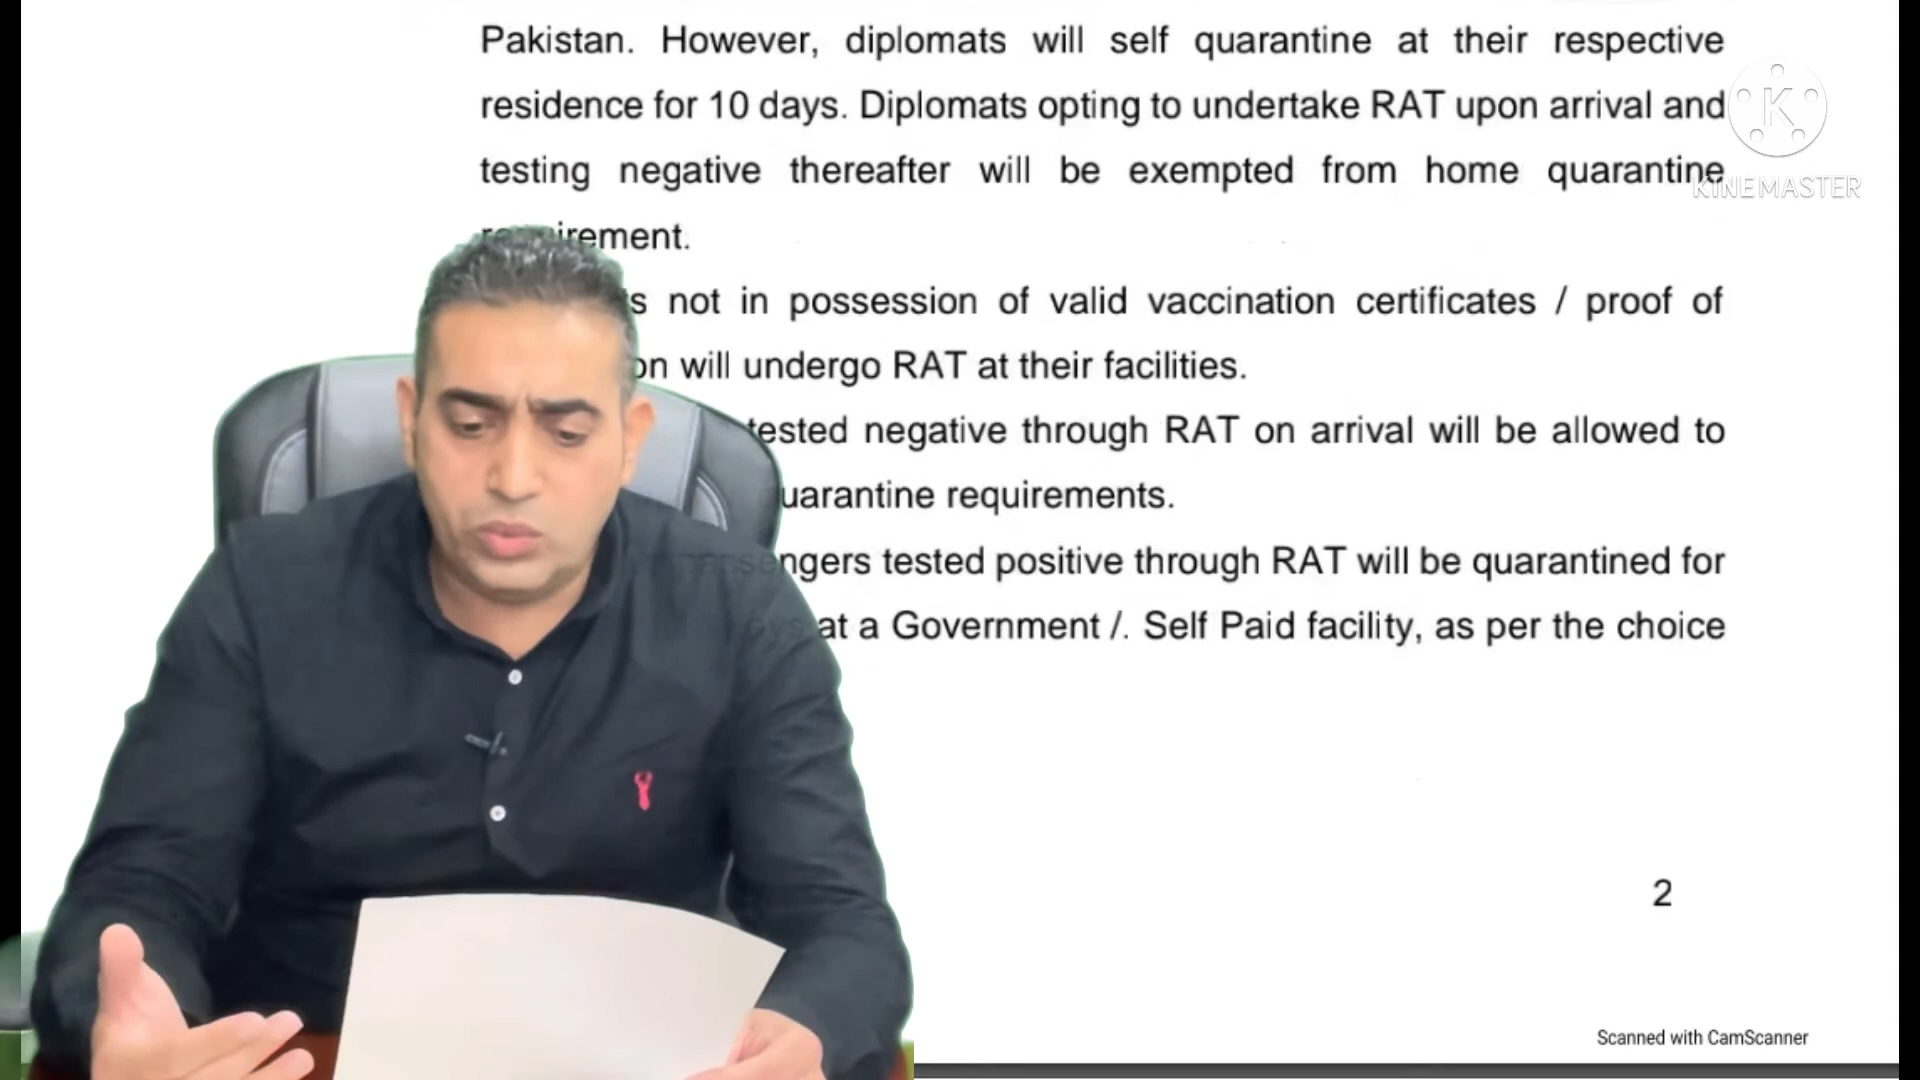 Pakistan. However, diplomats will self quarantine at their respective
residence for 10 days. Diplomats opting to undertake RAT upon arrival and
testing negative thereafter will be exempted from home quarantine
KINEMASTER
not in possession of valid vaccination certificates / proof of
will undergo RAT at their facilities.
tested negative through RAT on arrival will be allowed to
requirements.
tested positive through RAT will be quarantined for
at a Government /. Self Paid facility, as per the choice
2
Scanned with CamScanner